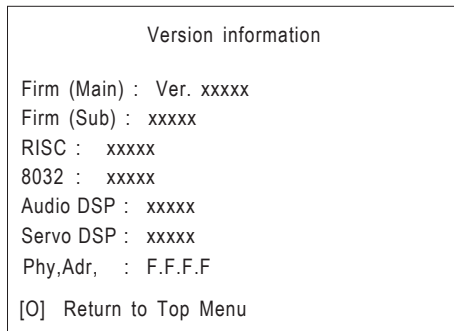 Version information
Firm (Main) : Ver. xxxxx
Firm (Sub) : xxxxx
RISC : xxxxx
8032 : xxxxx
Audio DSP : xxxxx
Servo DSP : xxxxx
Phy,Adr, : F.F.F.F
[O] Return to Top Menu